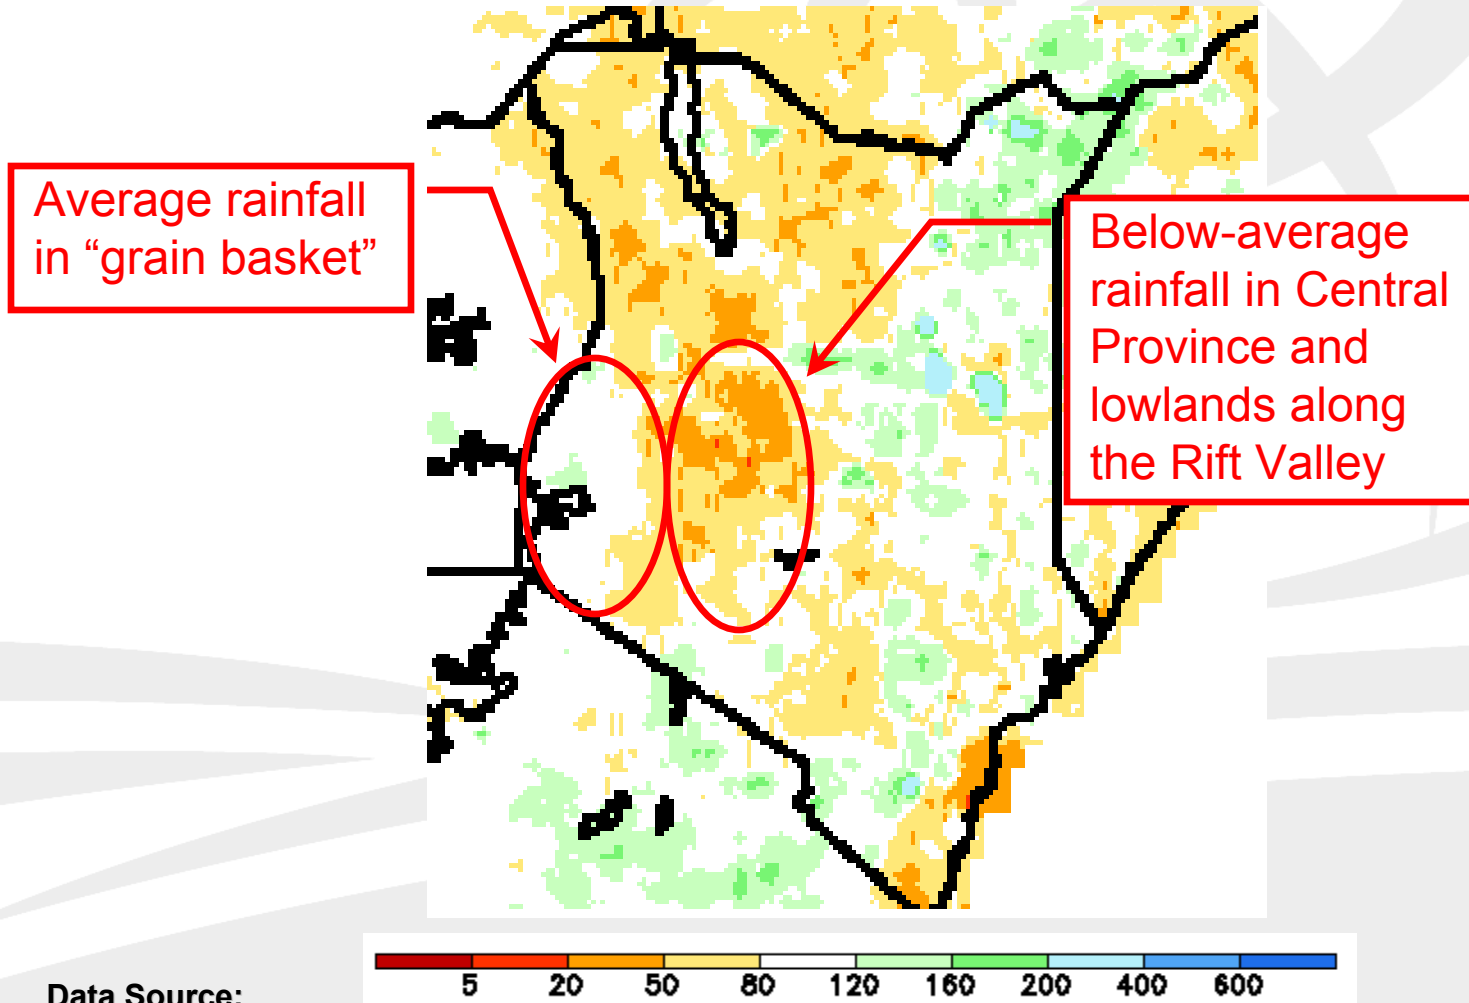 Average rainfall
in “grain basket”
Below-average
rainfall in Central
Province and
lowlands along
the Rift Valley
5 20 50 80 120 160 200 400 600
Data Source: